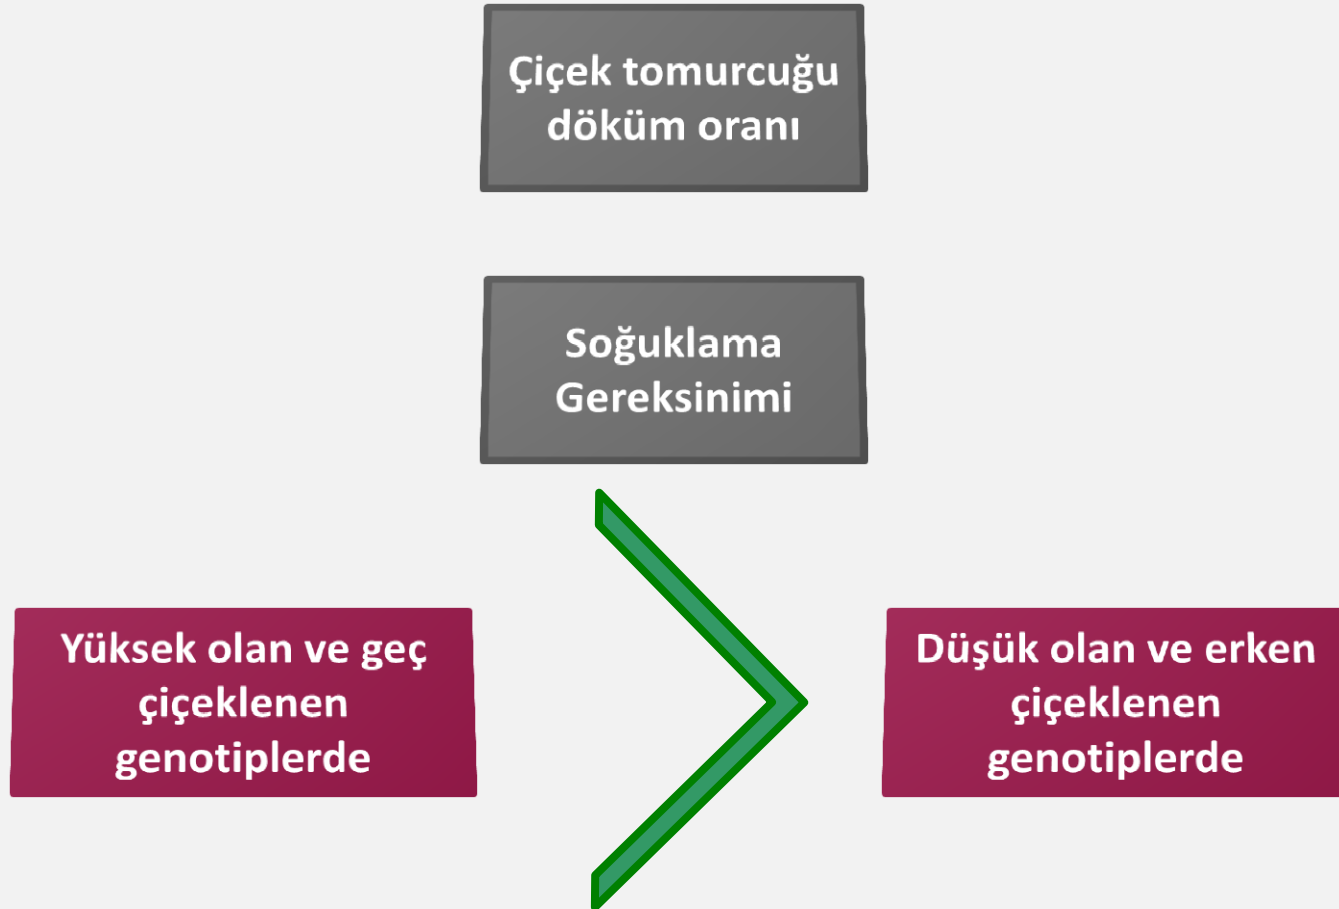 Çiçek tomurcuğu
döküm oranı
Soğuklama
Gereksinimi
Yüksek olan ve geç
çiçeklenen
genotiplerde
Düşük olan ve erken
çiçeklenen
genotiplerde